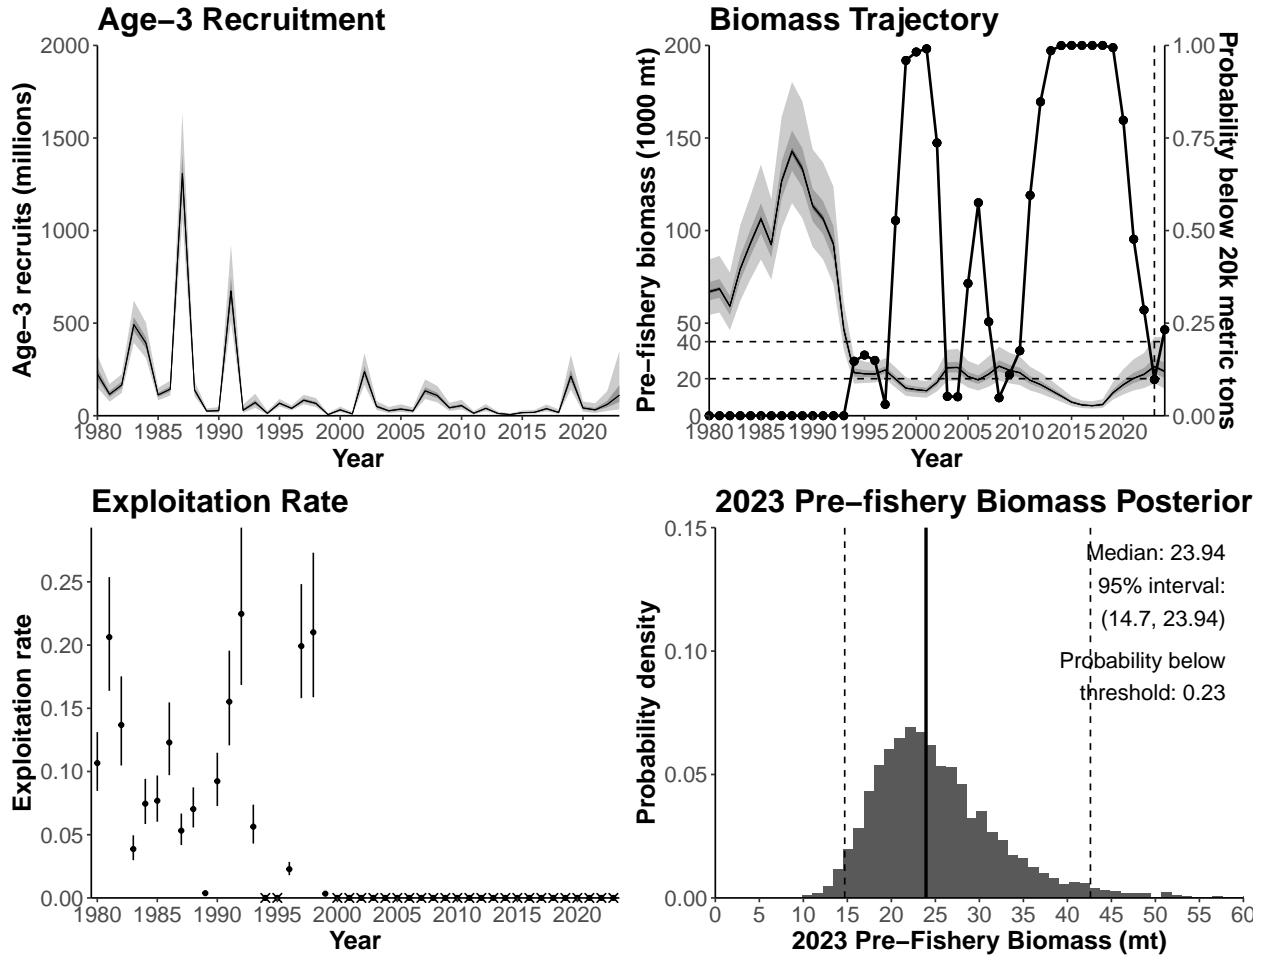 Age–3 Recruitment
Age–3 recruits (millions)
2000
1500
1000
500
0
1980 1985 1990 1995 2000 2005 2010 2015 2020
Year
Biomass Trajectory
Pre–fishery biomass (1000 mt)
200
150
100
50
40
20
0
1980 1985 1990 1995 2000 2005 2010 2015 2020
Year
1.00
0.75
0.50
0.25
0.00
Probability below 20k metric tons
Exploitation Rate
Exploitation rate
0.25
0.20
0.15
0.10
0.05
0.00
1980 1985 1990 1995 2000 2005 2010 2015 2020
Year
2023 Pre–fishery Biomass Posterior
Probability density
0.15
0.10
0.05
0.00
Median: 23.94
95% interval:
(14.7, 23.94)
Probability below
threshold: 0.23
0 5 10 15 20 25 30 35 40 45 50 55 60
2023 Pre–Fishery Biomass (mt)